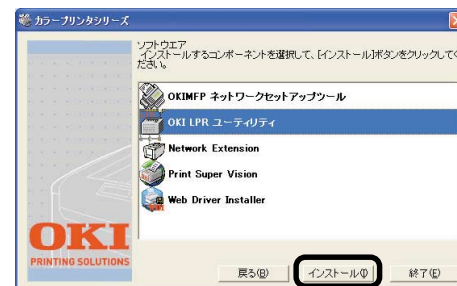 カラープリンタシリーズ
ソフトウエア
インストールするコンポーネントを選択して、[インストール]ボタンをクリックしてく
ださい。
OKIMFP ネットワークセットアップツール
OKI LPR ユーティリティ
Network Extension
Print Super Vision
Web Driver Installer
OKI
PRINTING SOLUTIONS
戻る(B)
インストール(I)
終了(E)